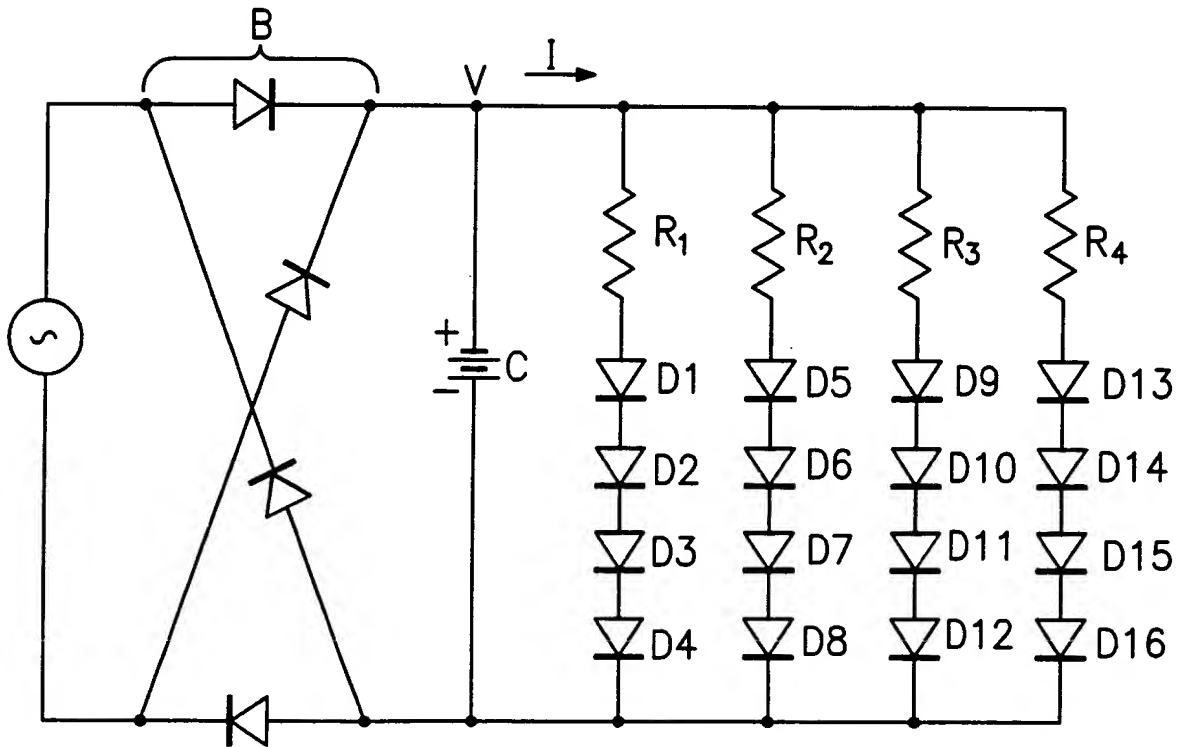 B
V I
R1 R2 R3 R4
+
C
−
D1 D5 D9 D13
D2 D6 D10 D14
D3 D7 D11 D15
D4 D8 D12 D16